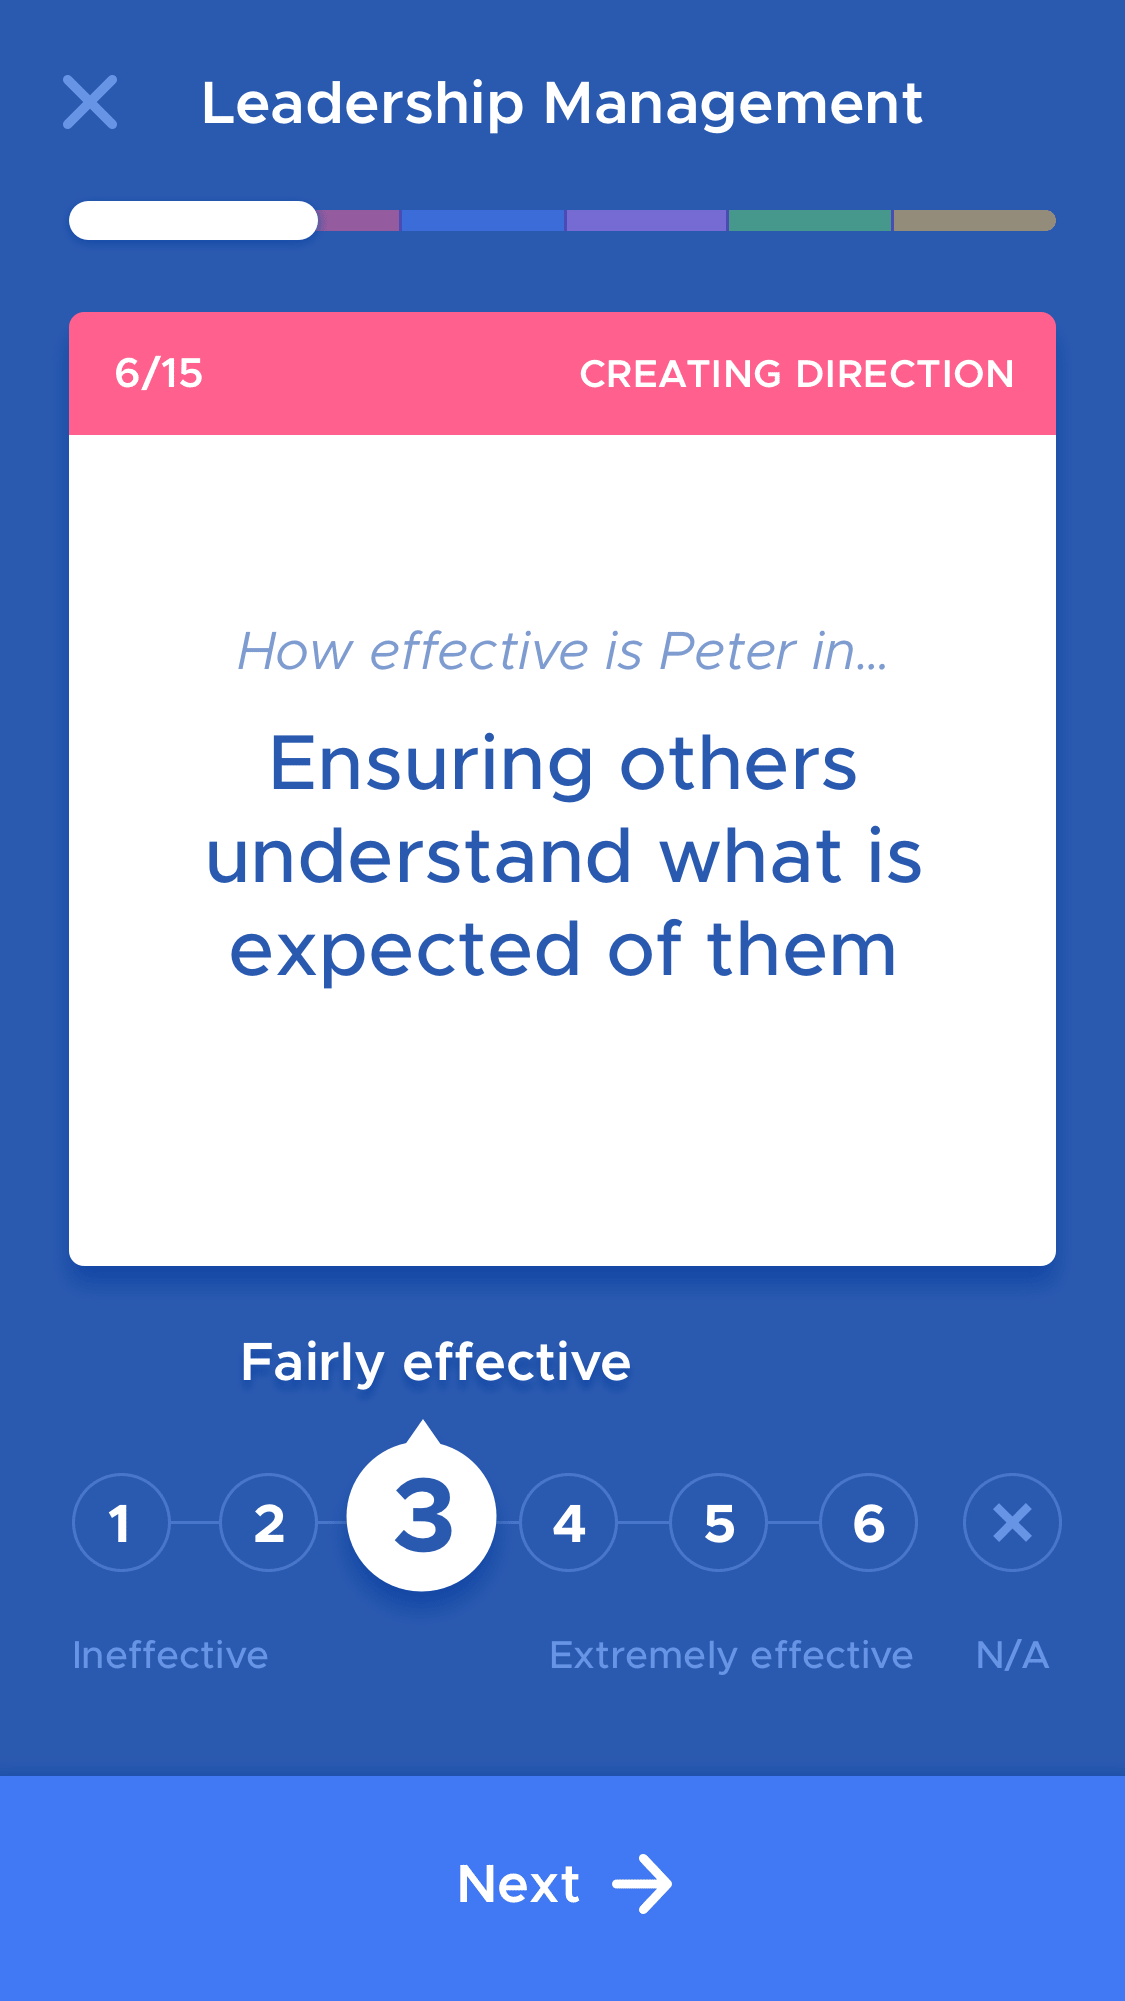 Leadership Management
6/15 CREATING DIRECTION
How effective is Peter in...
Ensuring others
understand what is
expected of them
Fairly effective
1 2 3 4 5 6
Ineffective Extremely effective N/A
Next